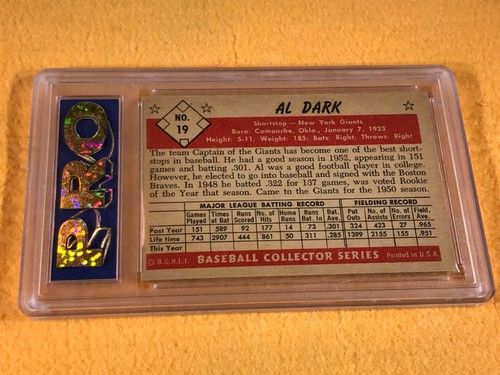 PRO
NO.
19
AL DARK
Shortstop — New York Giants
Born: Comanche, Okla., January 7, 1923
Height: 5-11; Weight: 185; Bats: Right; Throws: Right
The team Captain of the Giants has become one of the best short-
stops in baseball. He had a good season in 1952, appearing in 151
games and batting .301. Al was a good football player in college.
However, he elected to go into baseball and signed with the Boston
Braves. In 1948 he batted .322 for 137 games, was voted Rookie
of the Year that season. Came to the Giants for the 1950 season.
MAJOR LEAGUE BATTING RECORD FIELDING RECORD
Games Played Times at Bat Runs Scored No. of Hits Home Runs Runs Bat. In Bat. Ave. Put Outs No. of Assists No. of Errors Field. Ave.
Past Year 151 589 92 177 14 73 .301 324 423 27 .965
Life time 743 2907 444 861 50 311 .285 1399 2155 155 .951
This Year
© B.G.H.L.I. BASEBALL COLLECTOR SERIES Printed in U.S.A.